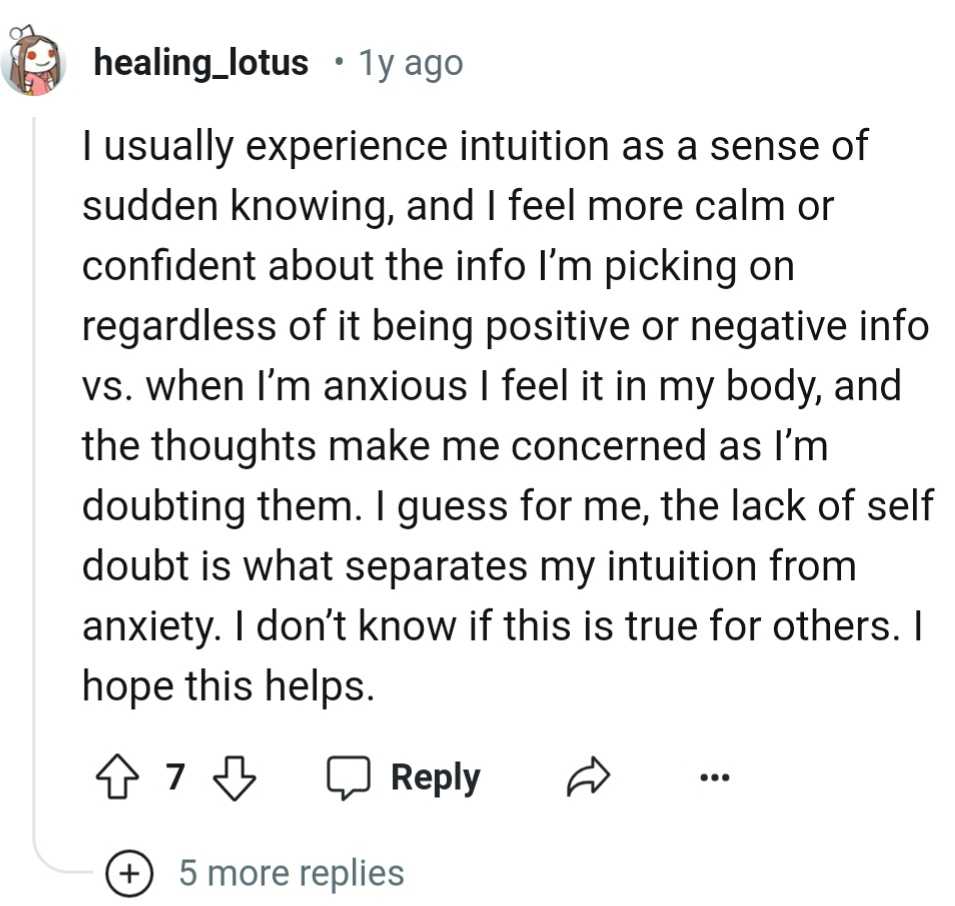 healing_lotus • 1y ago
I usually experience intuition as a sense of
sudden knowing, and I feel more calm or
confident about the info I’m picking on
regardless of it being positive or negative info
vs. when I’m anxious I feel it in my body, and
the thoughts make me concerned as I’m
doubting them. I guess for me, the lack of self
doubt is what separates my intuition from
anxiety. I don’t know if this is true for others. I
hope this helps.
7 Reply
5 more replies